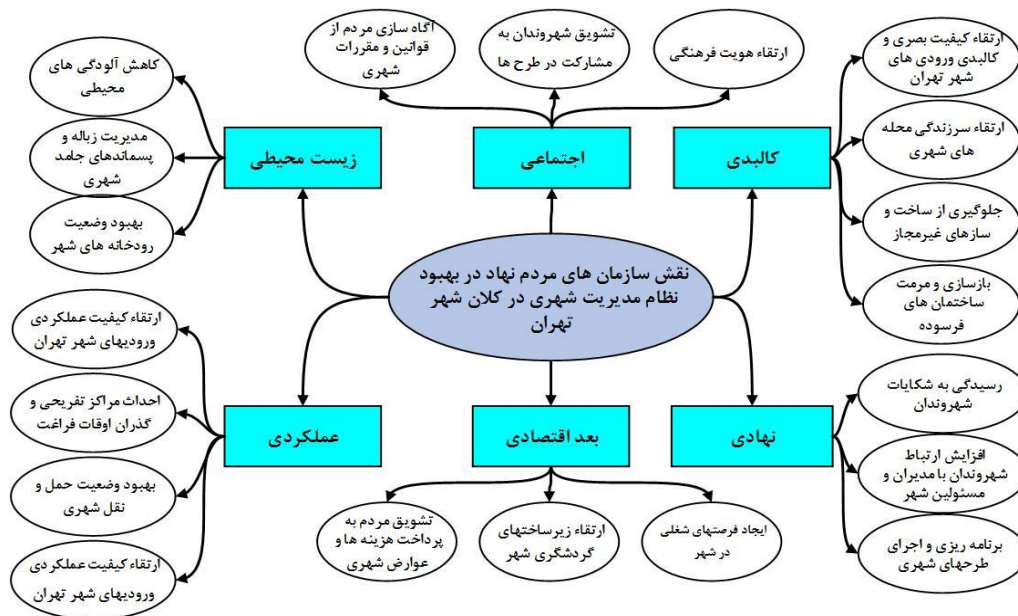 ارتقاء کیفیت بصری و
کالبدی ورودی های
شهر تهران
ارتقاء سرزندگی محله
های شهری
جلوگیری از ساخت و
سازهای غیرمجاز
بازسازی و مرمت
ساختمان های
فرسوده
کالبدی
ارتقاء هویت فرهنگی
تشویق شهروندان به
مشارکت در طرح ها
آگاه سازی مردم از
قوانین و مقررات
شهری
اجتماعی
کاهش آلودگی های
محیطی
مدیریت زباله و
پسماندهای جامد
شهری
بهبود وضعیت
رودخانه های شهر
زیست محیطی
نقش سازمان های مردم نهاد در بهبود
نظام مدیریت شهری در کلان شهر
تهران
نهادی
رسیدگی به شکایات
شهروندان
افزایش ارتباط
شهروندان با مدیران و
مسئولین شهر
برنامه ریزی و اجرای
طرحهای شهری
بعد اقتصادی
ایجاد فرصتهای شغلی
در شهر
ارتقاء زیرساختهای
گردشگری شهر
تشویق مردم به
پرداخت هزینه ها و
عوارض شهری
عملکردی
ارتقاء کیفیت عملکردی
ورودیهای شهر تهران
احداث مراکز تفریحی و
گذران اوقات فراغت
بهبود وضعیت حمل و
نقل شهری
ارتقاء کیفیت عملکردی
ورودیهای شهر تهران